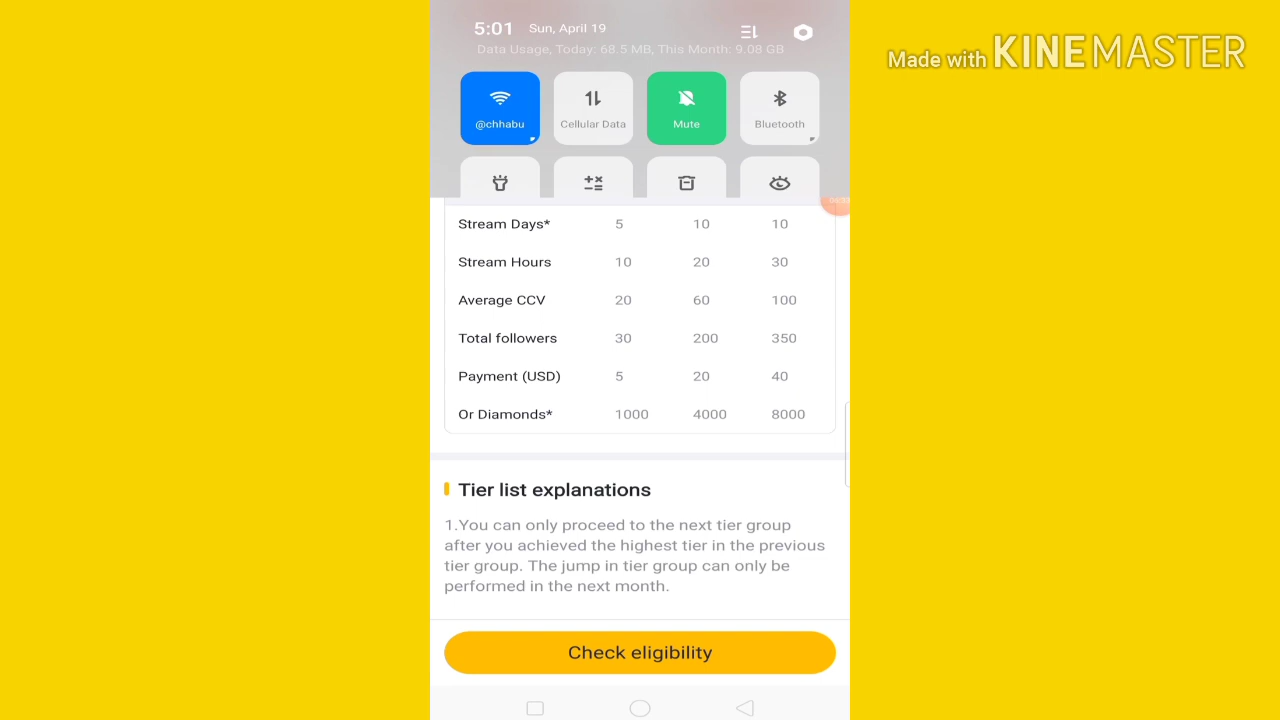 5:01 Sun, April 19
Data Usage, Today: 68.5 MB, This Month: 9.08 GB
Made with KINEMASTER
@chhabu Cellular Data Mute Bluetooth
Stream Days* 5 10 10
Stream Hours 10 20 30
Average CCV 20 60 100
Total followers 30 200 350
Payment (USD) 5 20 40
Or Diamonds* 1000 4000 8000
Tier list explanations
1.You can only proceed to the next tier group
after you achieved the highest tier in the previous
tier group. The jump in tier group can only be
performed in the next month.
Check eligibility